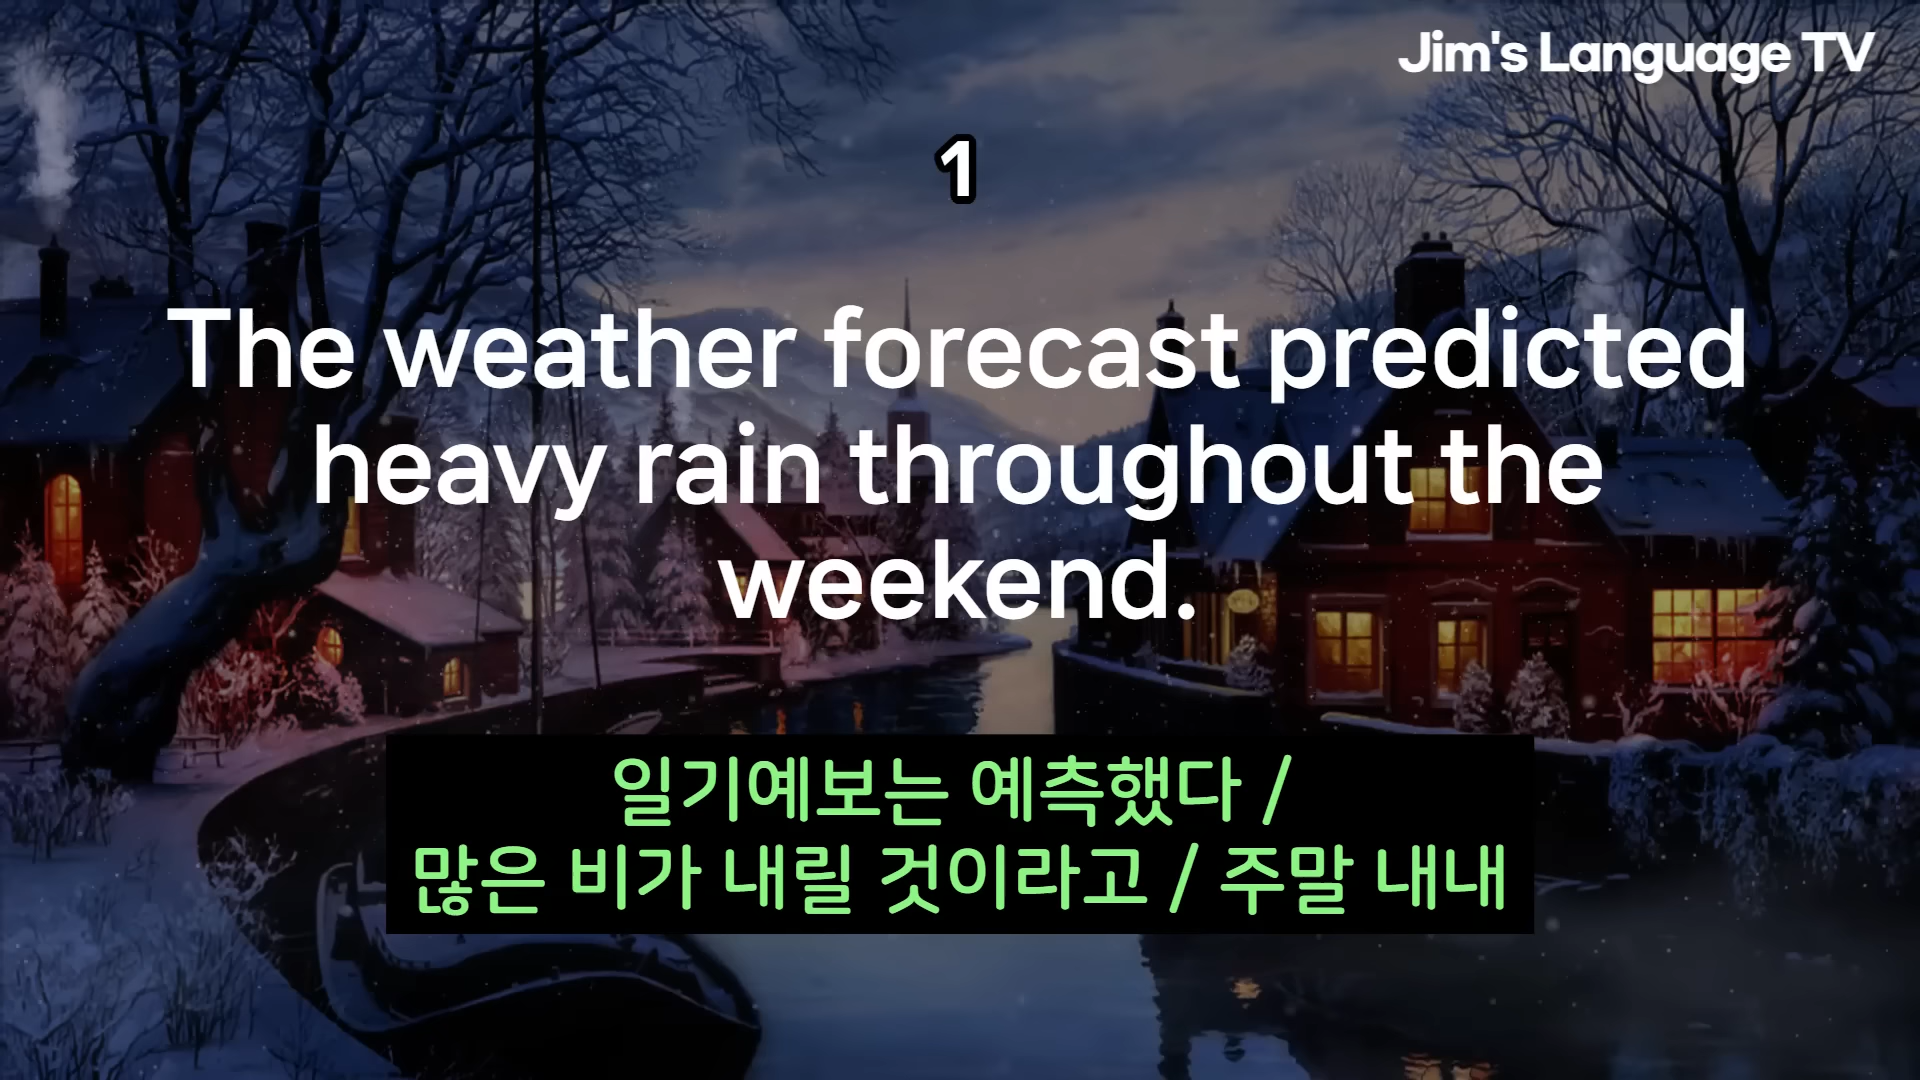 Jim's Language TV
1
The weather forecast predicted
heavy rain throughout the
weekend.
일기예보는 예측했다 /
많은 비가 내릴 것이라고 / 주말 내내